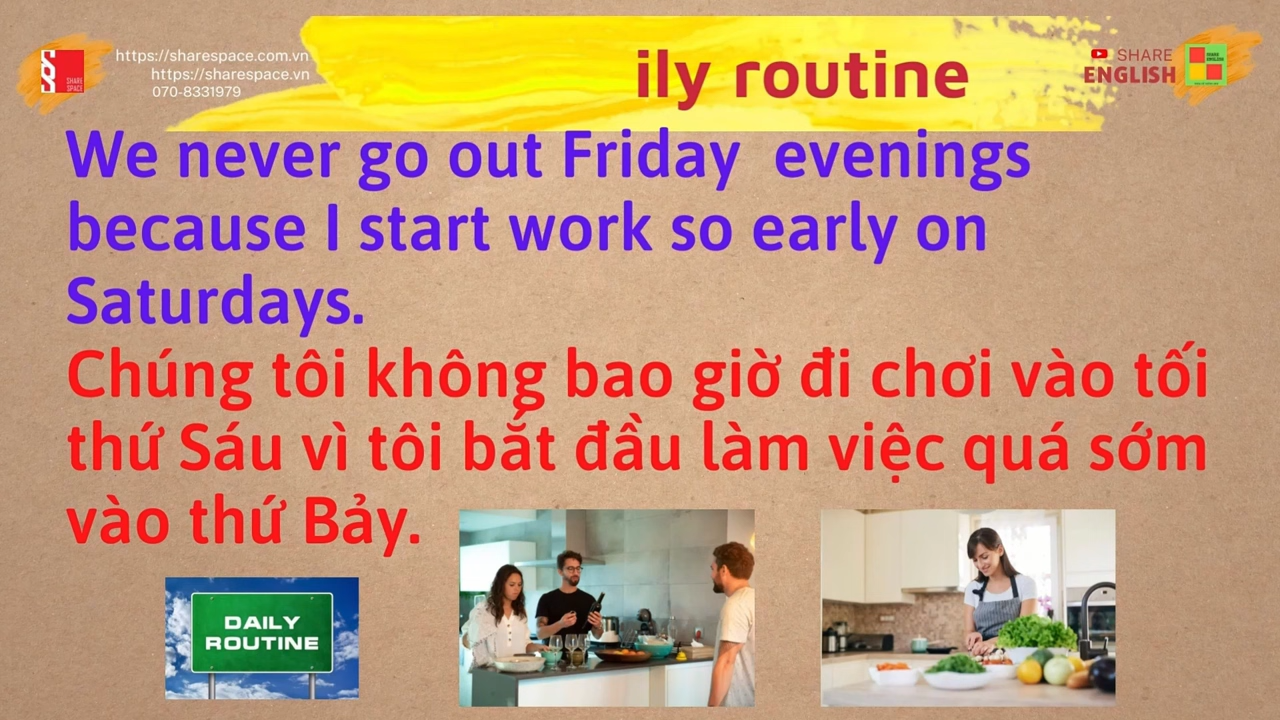 https://sharespace.com.vn
https://sharespace.vn
070-8331979
SHARE
SPACE
ily routine
SHARE
ENGLISH
We never go out Friday evenings
because I start work so early on
Saturdays.
Chúng tôi không bao giờ đi chơi vào tối
thứ Sáu vì tôi bắt đầu làm việc quá sớm
vào thứ Bảy.
DAILY
ROUTINE